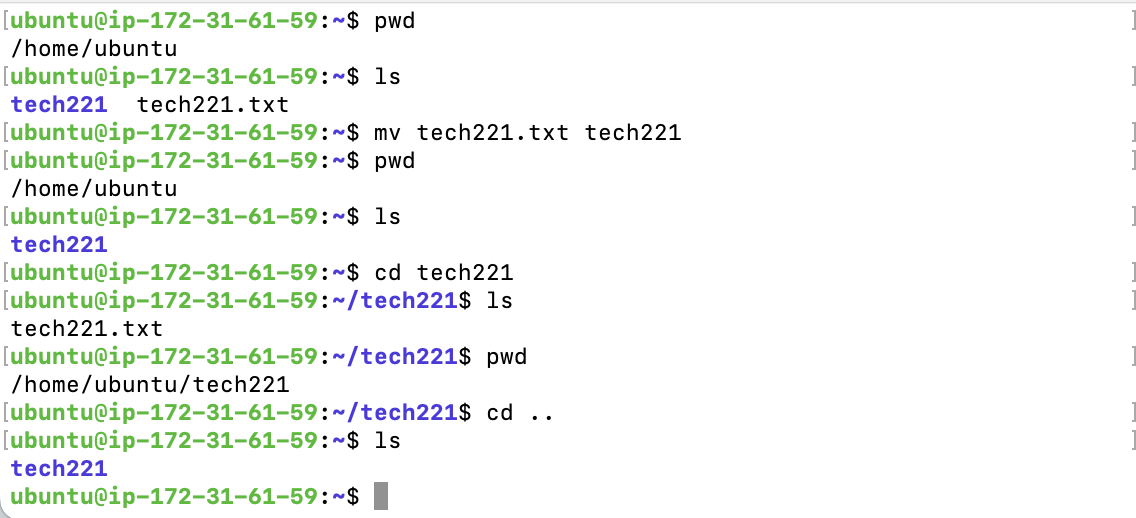 [ubuntu@ip-172-31-61-59:~$ pwd ]
/home/ubuntu
[ubuntu@ip-172-31-61-59:~$ ls ]
tech221  tech221.txt
[ubuntu@ip-172-31-61-59:~$ mv tech221.txt tech221 ]
[ubuntu@ip-172-31-61-59:~$ pwd ]
/home/ubuntu
[ubuntu@ip-172-31-61-59:~$ ls ]
tech221
[ubuntu@ip-172-31-61-59:~$ cd tech221 ]
[ubuntu@ip-172-31-61-59:~/tech221$ ls ]
tech221.txt
[ubuntu@ip-172-31-61-59:~/tech221$ pwd ]
/home/ubuntu/tech221
[ubuntu@ip-172-31-61-59:~/tech221$ cd .. ]
[ubuntu@ip-172-31-61-59:~$ ls ]
tech221
ubuntu@ip-172-31-61-59:~$